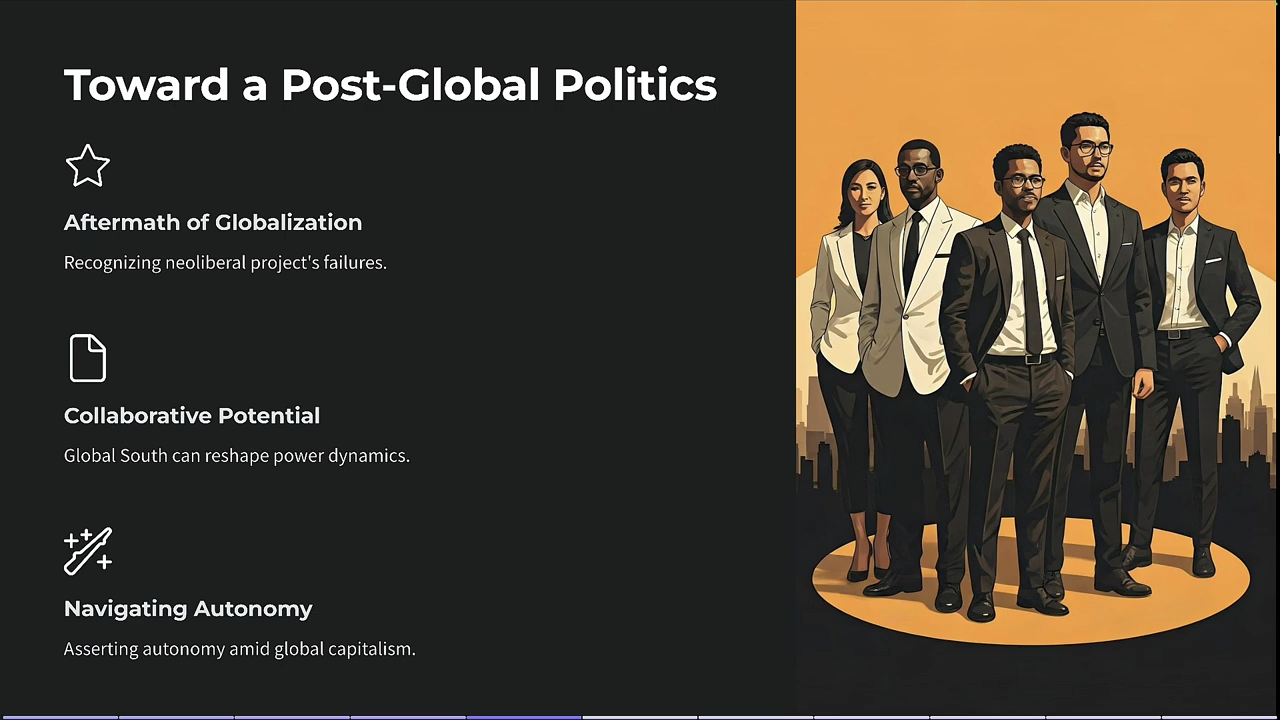 Toward a Post-Global Politics
Aftermath of Globalization
Recognizing neoliberal project's failures.
Collaborative Potential
Global South can reshape power dynamics.
Navigating Autonomy
Asserting autonomy amid global capitalism.